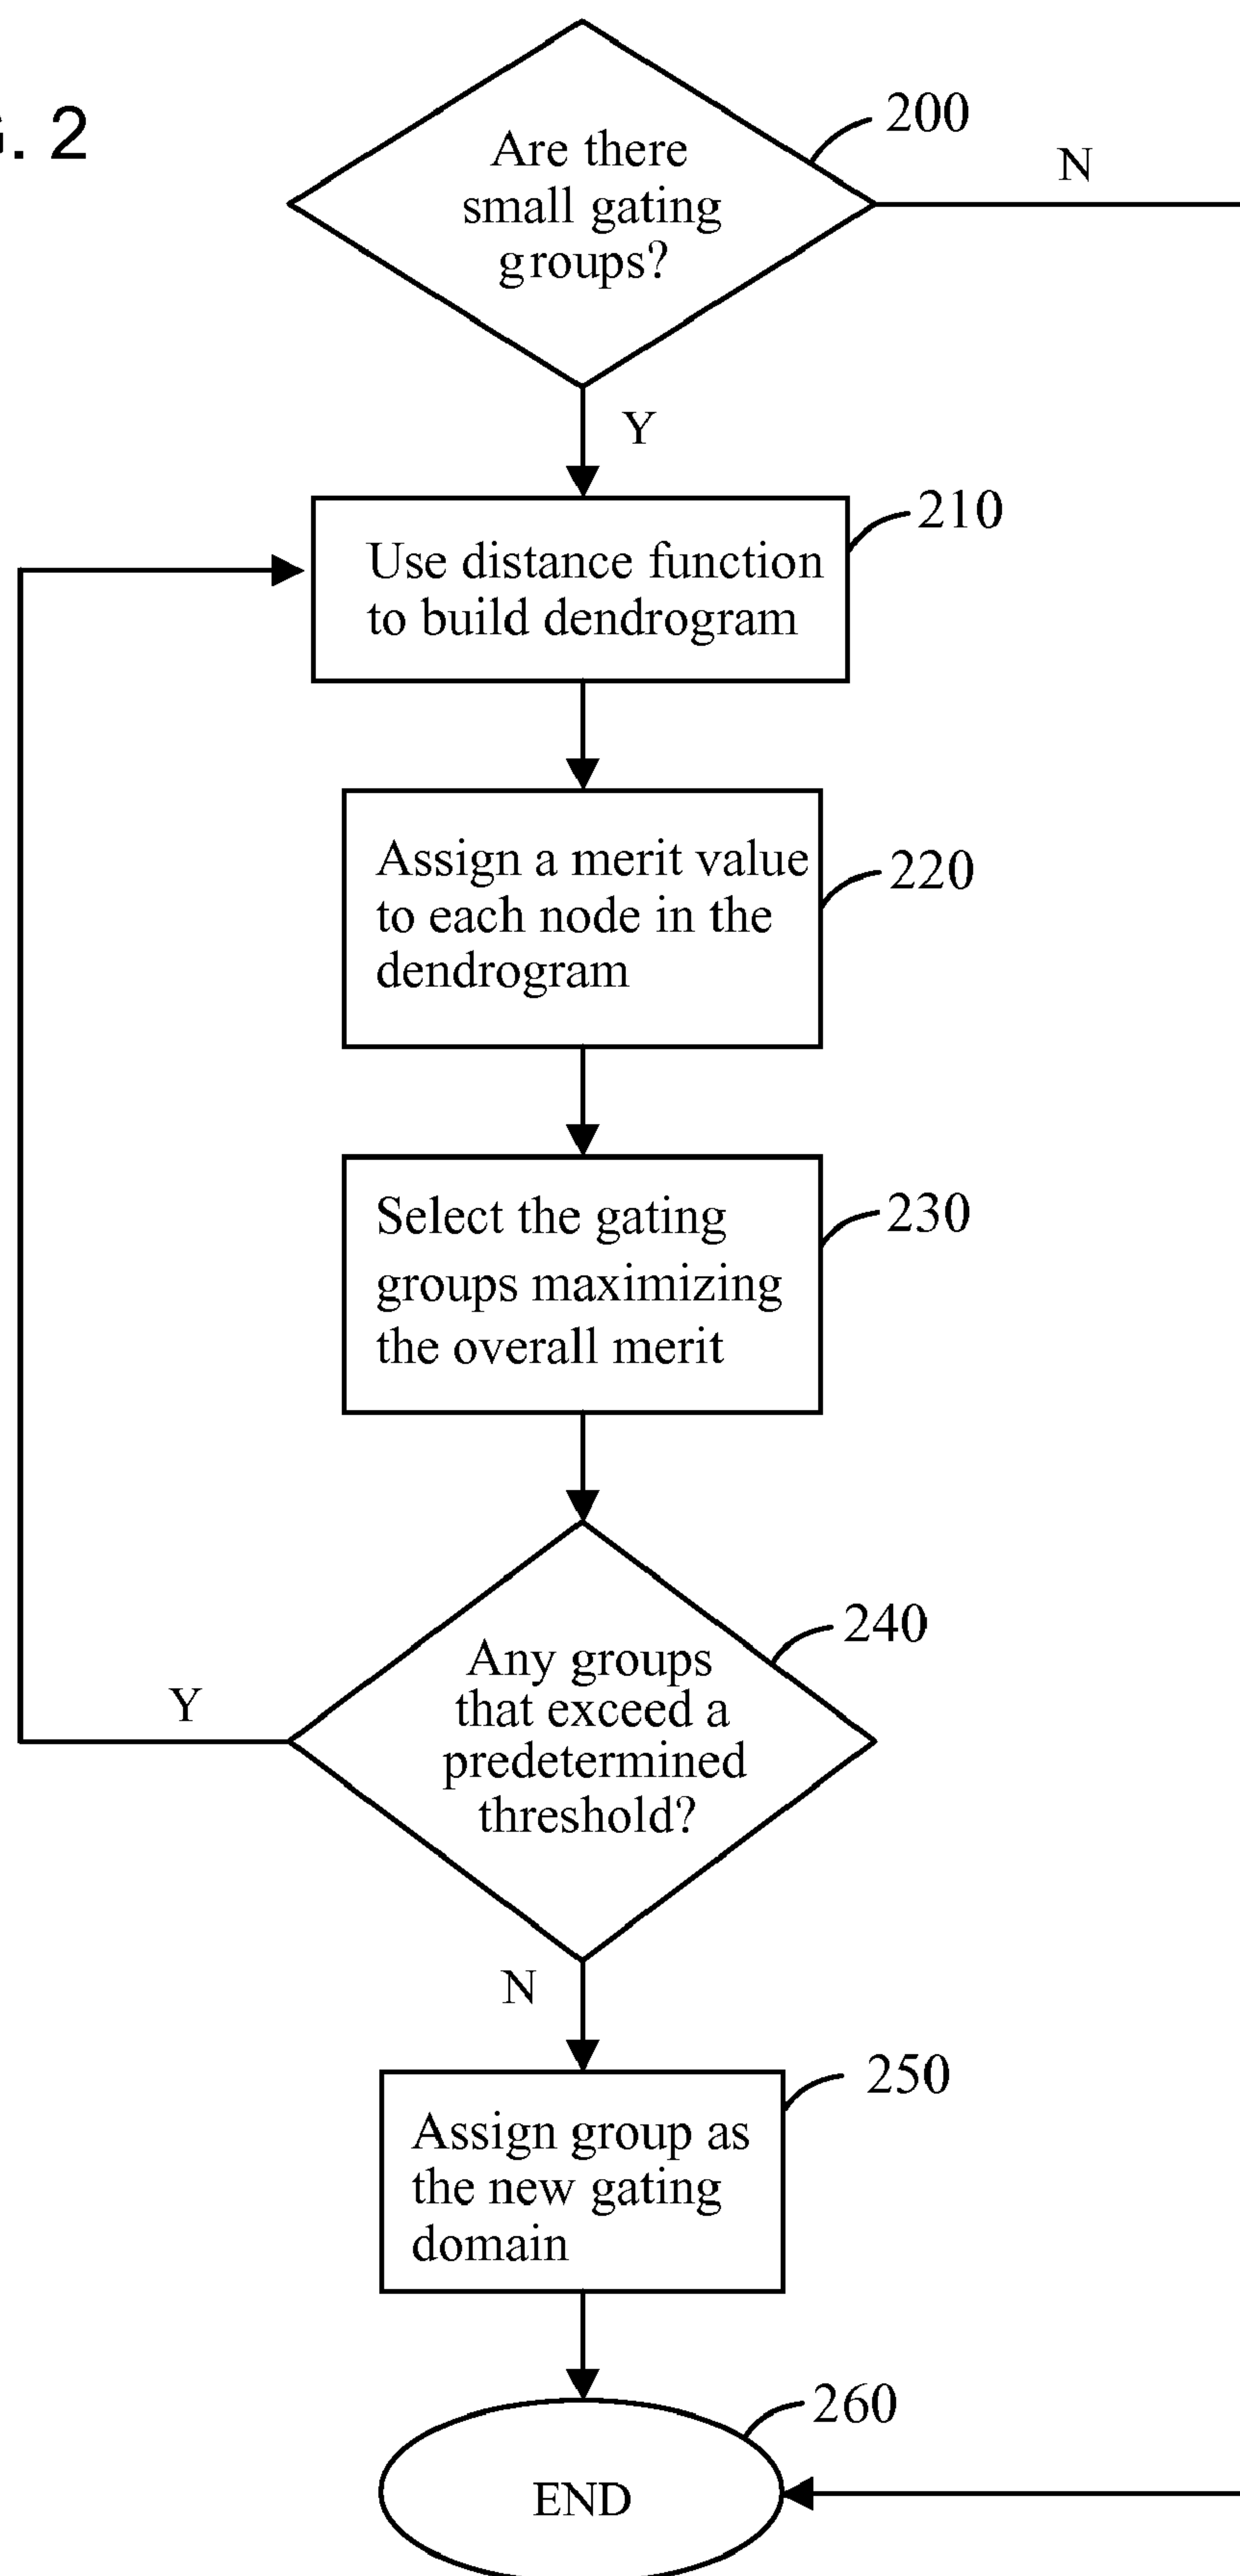 . 2
200
Are there
small gating
groups?
N
Y
210
Use distance function
to build dendrogram
Assign a merit value
to each node in the
dendrogram
220
Select the gating
groups maximizing
the overall merit
230
240
Any groups
that exceed a
predetermined
threshold?
Y
N
250
Assign group as
the new gating
domain
260
END